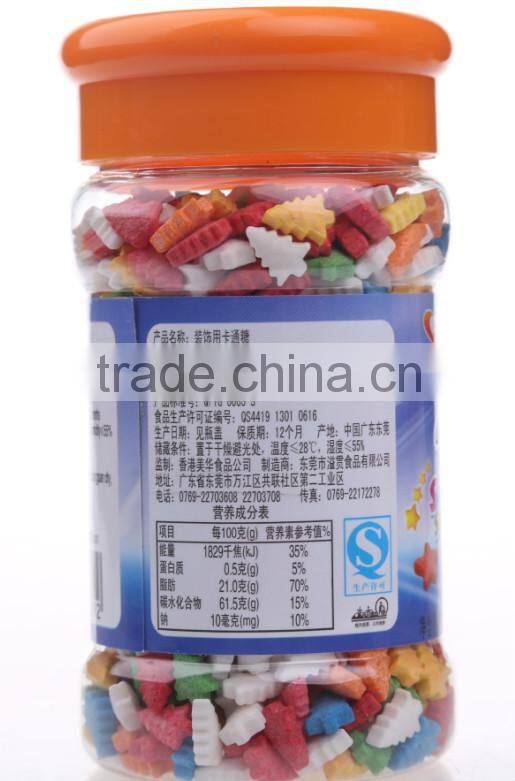 产品名称：装饰用卡通糖
trade.china.cn
食品生产许可证编号：QS4419 1301 0616
生产日期：见瓶盖 保质期：12个月 产地：中国广东东莞
储藏条件：置于干燥避光处，温度≤28℃，湿度≤55%
监制：香港美华食品公司 制造商：东莞市溢贯食品有限公司
地址：广东省东莞市万江区共联社区第二工业区
电话：0769-22703608 22703708 传真：0769-22172278
营养成分表
项目 每100克(g) 营养素参考值%
能量 1829千焦(kJ) 35%
蛋白质 0.5克(g) 5%
脂肪 21.0克(g) 70%
碳水化合物 61.5克(g) 15%
钠 10毫克(mg) 10%
生产许可